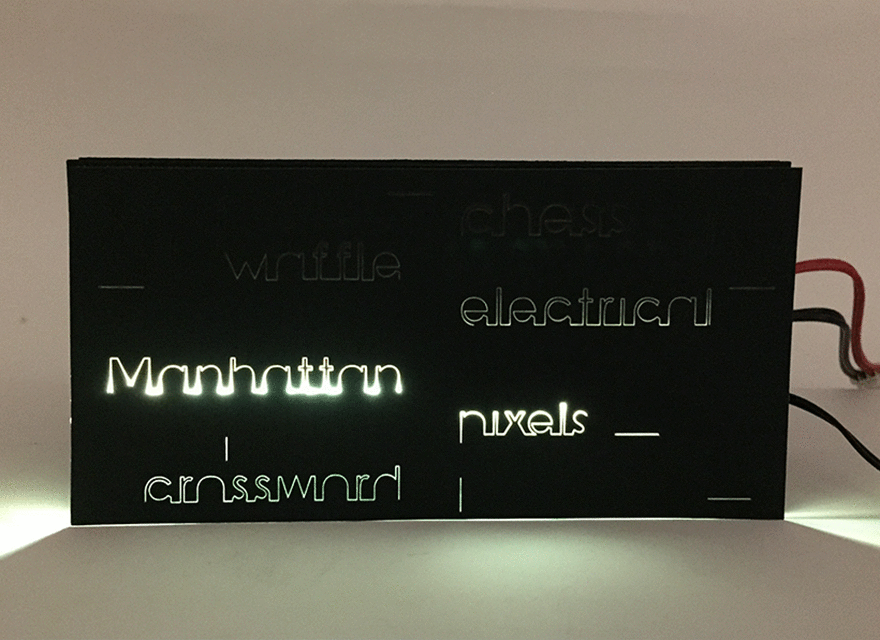 waffle
Manhattan
crossword
chess
electrical
pixels